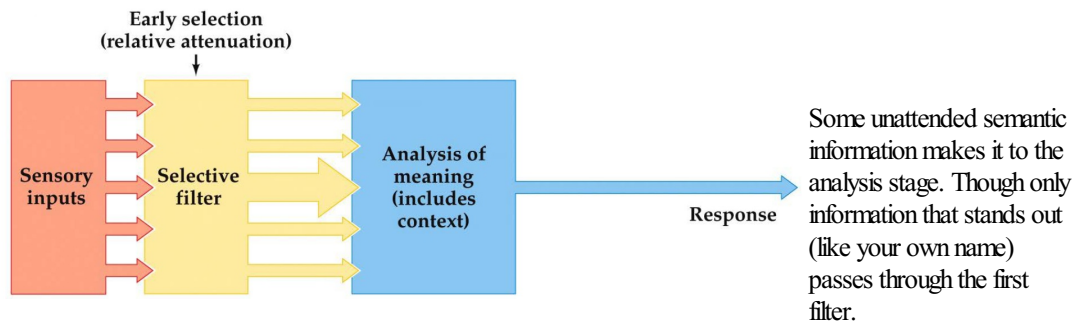 Early selection
(relative attenuation)
Sensory
inputs
Selective
filter
Analysis of
meaning
(includes
context)
Response
Some unattended semantic
information makes it to the
analysis stage. Though only
information that stands out
(like your own name)
passes through the first
filter.